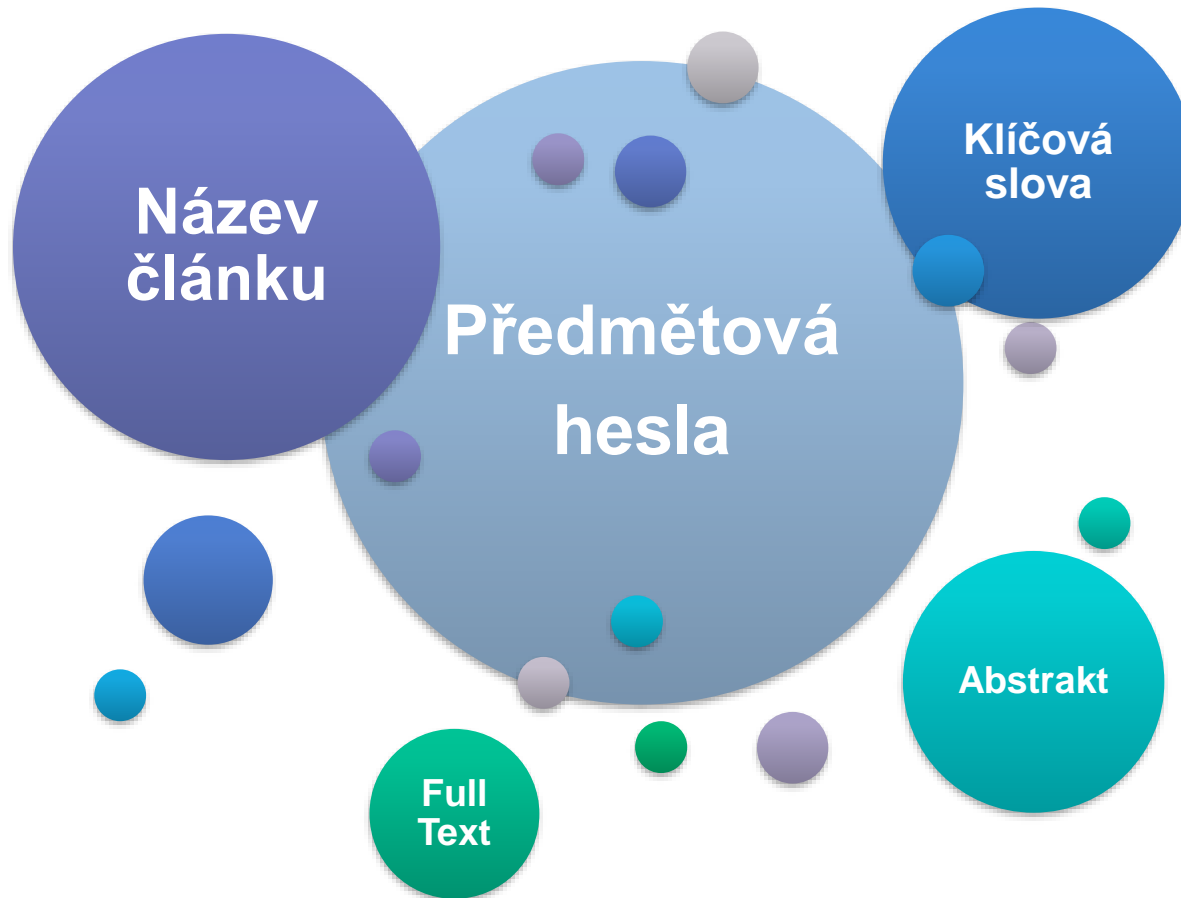 Název
článku
Předmětová
hesla
Klíčová
slova
Abstrakt
Full
Text